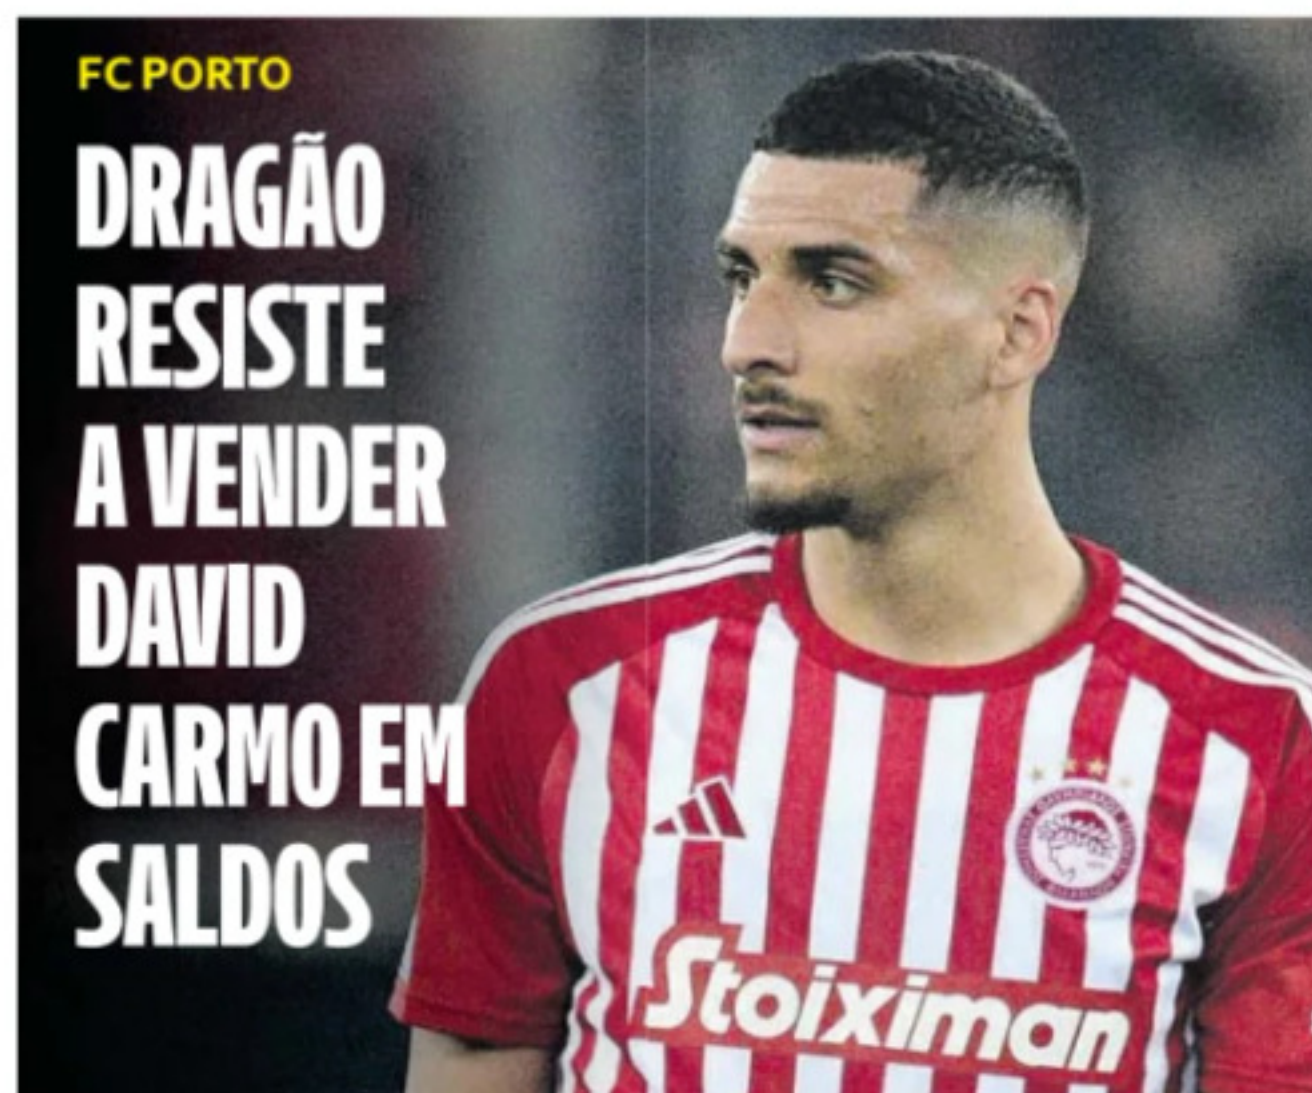 FC PORTO
DRAGÃO
RESISTE
A VENDER
DAVID
CARMO EM
SALDOS
Stoiximan